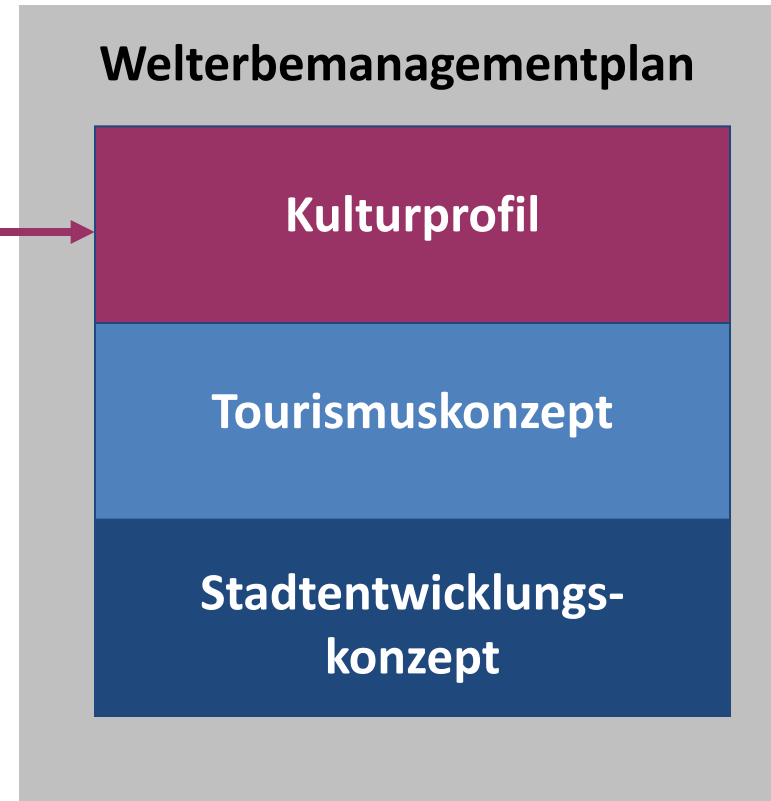 Welterbemanagementplan
Kulturprofil
Tourismuskonzept
Stadtentwicklungs-
konzept